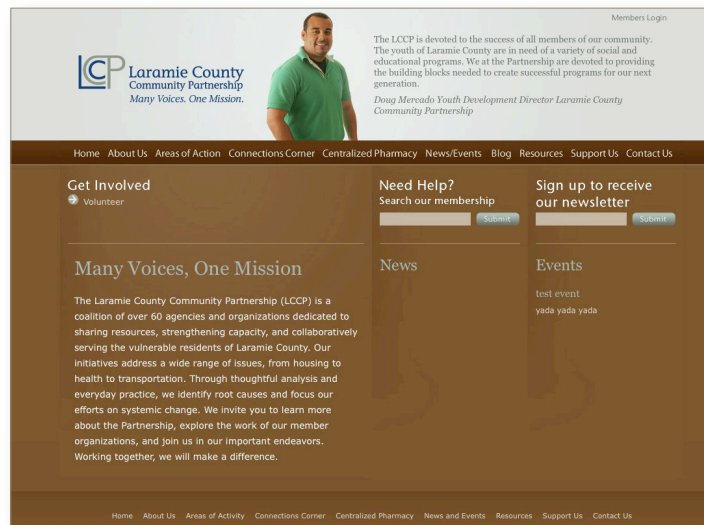 Members Login
LCP
Laramie County
Community Partnership
Many Voices. One Mission.
The LCCP is devoted to the success of all members of our community.
The youth of Laramie County are in need of a variety of social and
educational programs. We at the Partnership are devoted to providing
the building blocks needed to create successful programs for our next
generation.
Doug Mercado Youth Development Director Laramie County
Community Partnership
Home About Us Areas of Action Connections Corner Centralized Pharmacy News/Events Blog Resources Support Us Contact Us
Get Involved
Volunteer
Need Help?
Search our membership
Submit
Sign up to receive
our newsletter
Submit
Many Voices, One Mission
The Laramie County Community Partnership (LCCP) is a
coalition of over 60 agencies and organizations dedicated to
sharing resources, strengthening capacity, and collaboratively
serving the vulnerable residents of Laramie County. Our
initiatives address a wide range of issues, from housing to
health to transportation. Through thoughtful analysis and
everyday practice, we identify root causes and focus our
efforts on systemic change. We invite you to learn more
about the Partnership, explore the work of our member
organizations, and join us in our important endeavors.
Working together, we will make a difference.
News
Events
test event
yada yada yada
Home About Us Areas of Activity Connections Corner Centralized Pharmacy News and Events Resources Support Us Contact Us